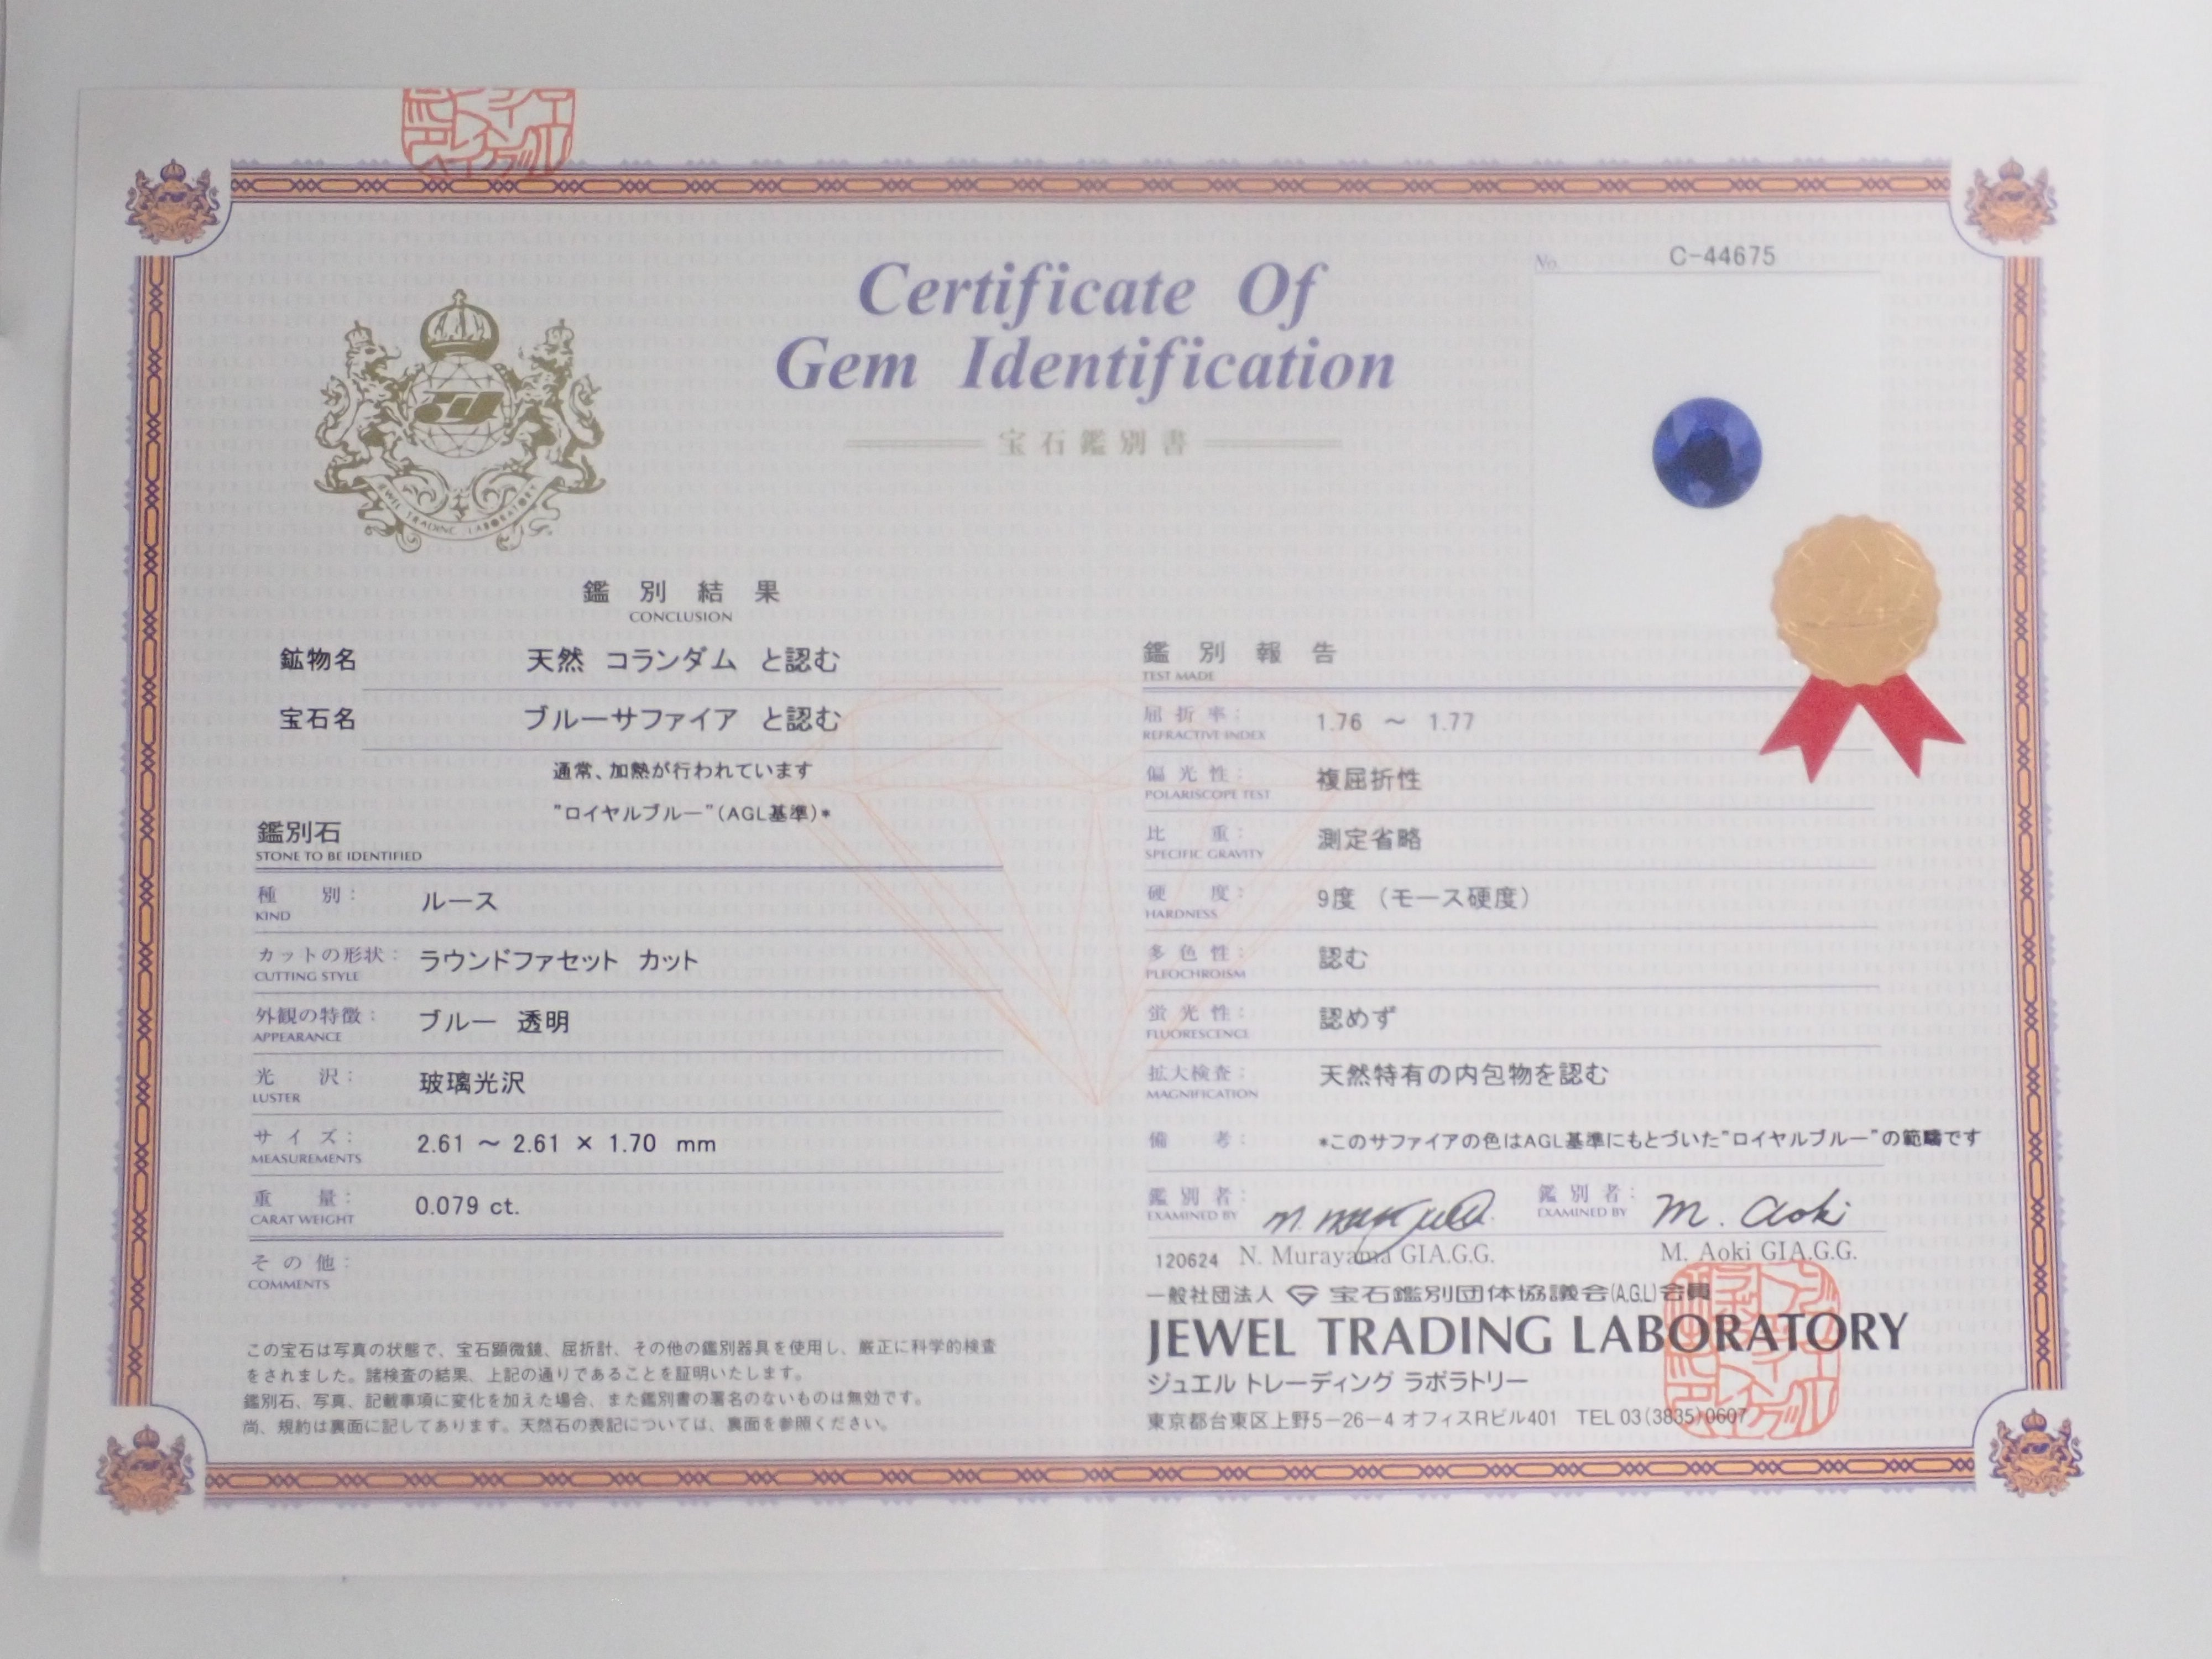 No. C-44675
Certificate Of
Gem Identification
宝石鑑別書
JEWEL TRADING LABORATORY
鑑別結果
CONCLUSION
鉱物名 天然 コランダム と認む
宝石名 ブルーサファイア と認む
通常、加熱が行われています
"ロイヤルブルー"(AGL基準)*
鑑別石
STONE TO BE IDENTIFIED
種 別: ルース
KIND
カットの形状: ラウンドファセット カット
CUTTING STYLE
外観の特徴: ブルー 透明
APPEARANCE
光 沢: 玻璃光沢
LUSTER
サイズ: 2.61 ~ 2.61 × 1.70 mm
MEASUREMENTS
重 量: 0.079 ct.
CARAT WEIGHT
その他:
COMMENTS
この宝石は写真の状態で、宝石顕微鏡、屈折計、その他の鑑別器具を使用し、厳正に科学的検査
をされました。諸検査の結果、上記の通りであることを証明いたします。
鑑別石、写真、記載事項に変化を加えた場合、また鑑別書の署名のないものは無効です。
尚、規約は裏面に記してあります。天然石の表記については、裏面を参照ください。
鑑別報告
TEST MADE
屈折率: 1.76 ~ 1.77
REFRACTIVE INDEX
偏光性: 複屈折性
POLARISCOPE TEST
比 重: 測定省略
SPECIFIC GRAVITY
硬 度: 9度 (モース硬度)
HARDNESS
多色性: 認む
PLEOCHROISM
蛍光性: 認めず
FLUORESCENCE
拡大検査: 天然特有の内包物を認む
MAGNIFICATION
備 考: *このサファイアの色はAGL基準にもとづいた"ロイヤルブルー"の範疇です
鑑別者: 鑑別者: M. Aoki
EXAMINED BY EXAMINED BY
120624 N. Murayama GIA.G.G. M. Aoki GIA.G.G.
一般社団法人 宝石鑑別団体協議会(A.G.L)会員
JEWEL TRADING LABORATORY
ジュエル トレーディング ラボラトリー
東京都台東区上野5-26-4 オフィスRビル401 TEL 03(3835)0607